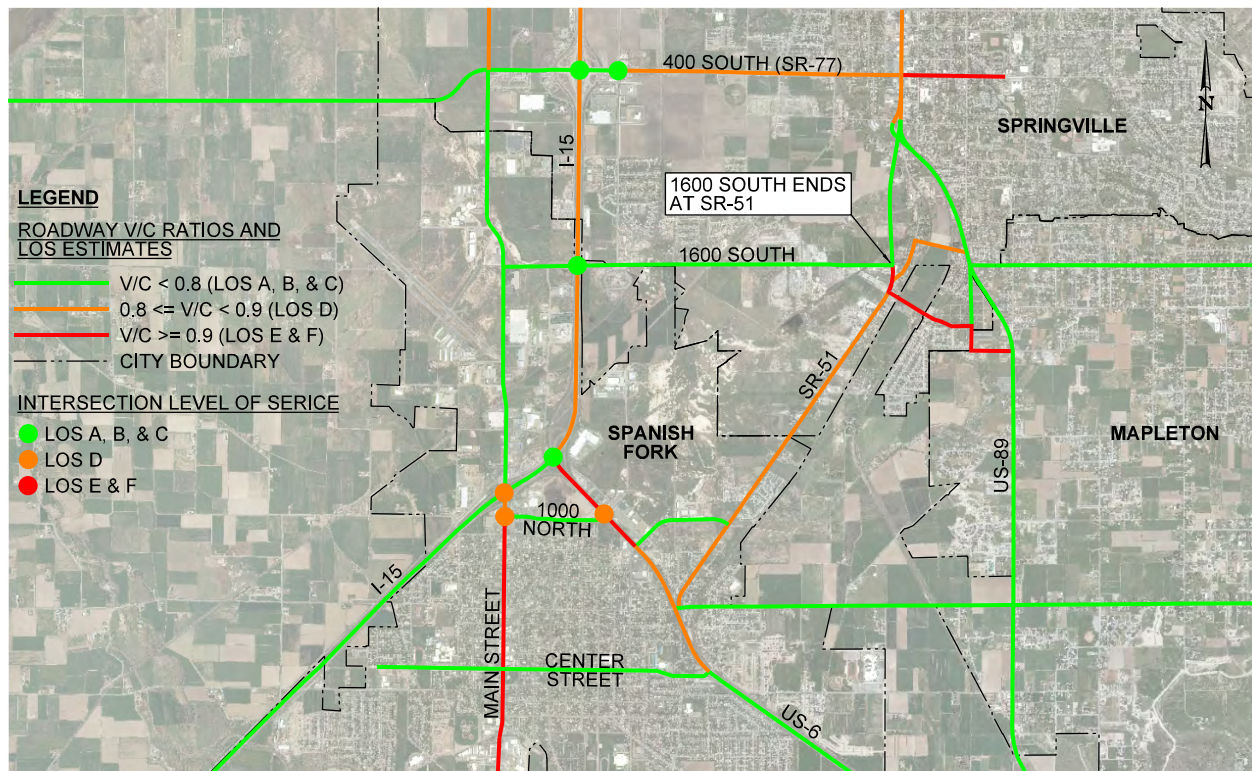 400 SOUTH (SR-77)
N
SPRINGVILLE
I-15
1600 SOUTH ENDS
AT SR-51
LEGEND
ROADWAY V/C RATIOS AND
LOS ESTIMATES
V/C < 0.8 (LOS A, B, & C)
0.8 <= V/C < 0.9 (LOS D)
V/C >= 0.9 (LOS E & F)
CITY BOUNDARY
1600 SOUTH
INTERSECTION LEVEL OF SERICE
LOS A, B, & C
LOS D
LOS E & F
SR-51
SPANISH
FORK
MAPLETON
US-89
1000
NORTH
I-15
MAIN STREET
CENTER
STREET
US-6